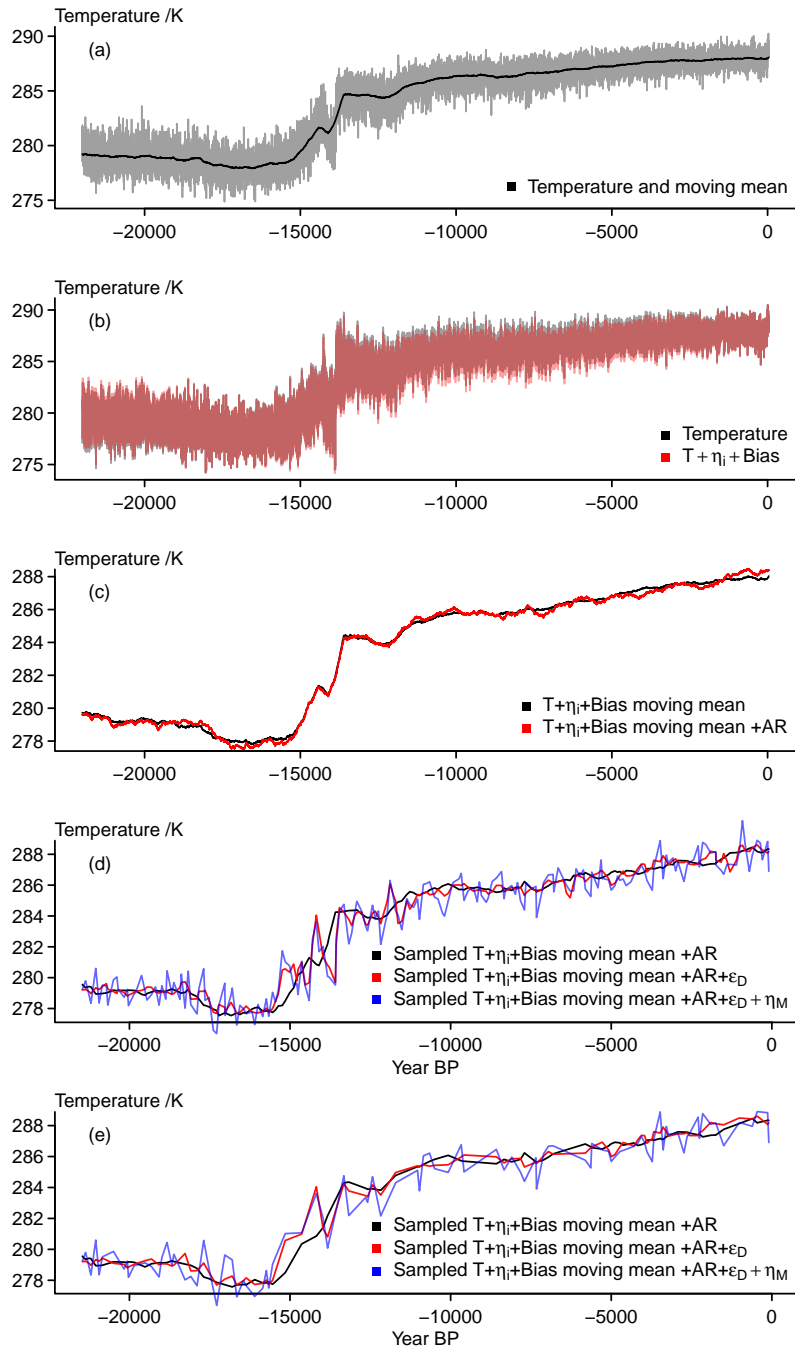 Temperature /K
290
(a)
285
280
275
Temperature and moving mean
−20000 −15000 −10000 −5000 0
Temperature /K
290
(b)
285
280
Temperature
275
T + ηi + Bias
−20000 −15000 −10000 −5000 0
Temperature /K
288
(c)
286
284
282
280
T+ηi+Bias moving mean
278
T+ηi+Bias moving mean +AR
−20000 −15000 −10000 −5000 0
Temperature /K
(d)
288
286
284
282
Sampled T+ηi+Bias moving mean +AR
280
Sampled T+ηi+Bias moving mean +AR+εD
278
Sampled T+ηi+Bias moving mean +AR+εD + ηM
−20000 −15000 −10000 −5000 0
Year BP
Temperature /K
(e)
288
286
284
282
Sampled T+ηi+Bias moving mean +AR
280
Sampled T+ηi+Bias moving mean +AR+εD
278
Sampled T+ηi+Bias moving mean +AR+εD + ηM
−20000 −15000 −10000 −5000 0
Year BP